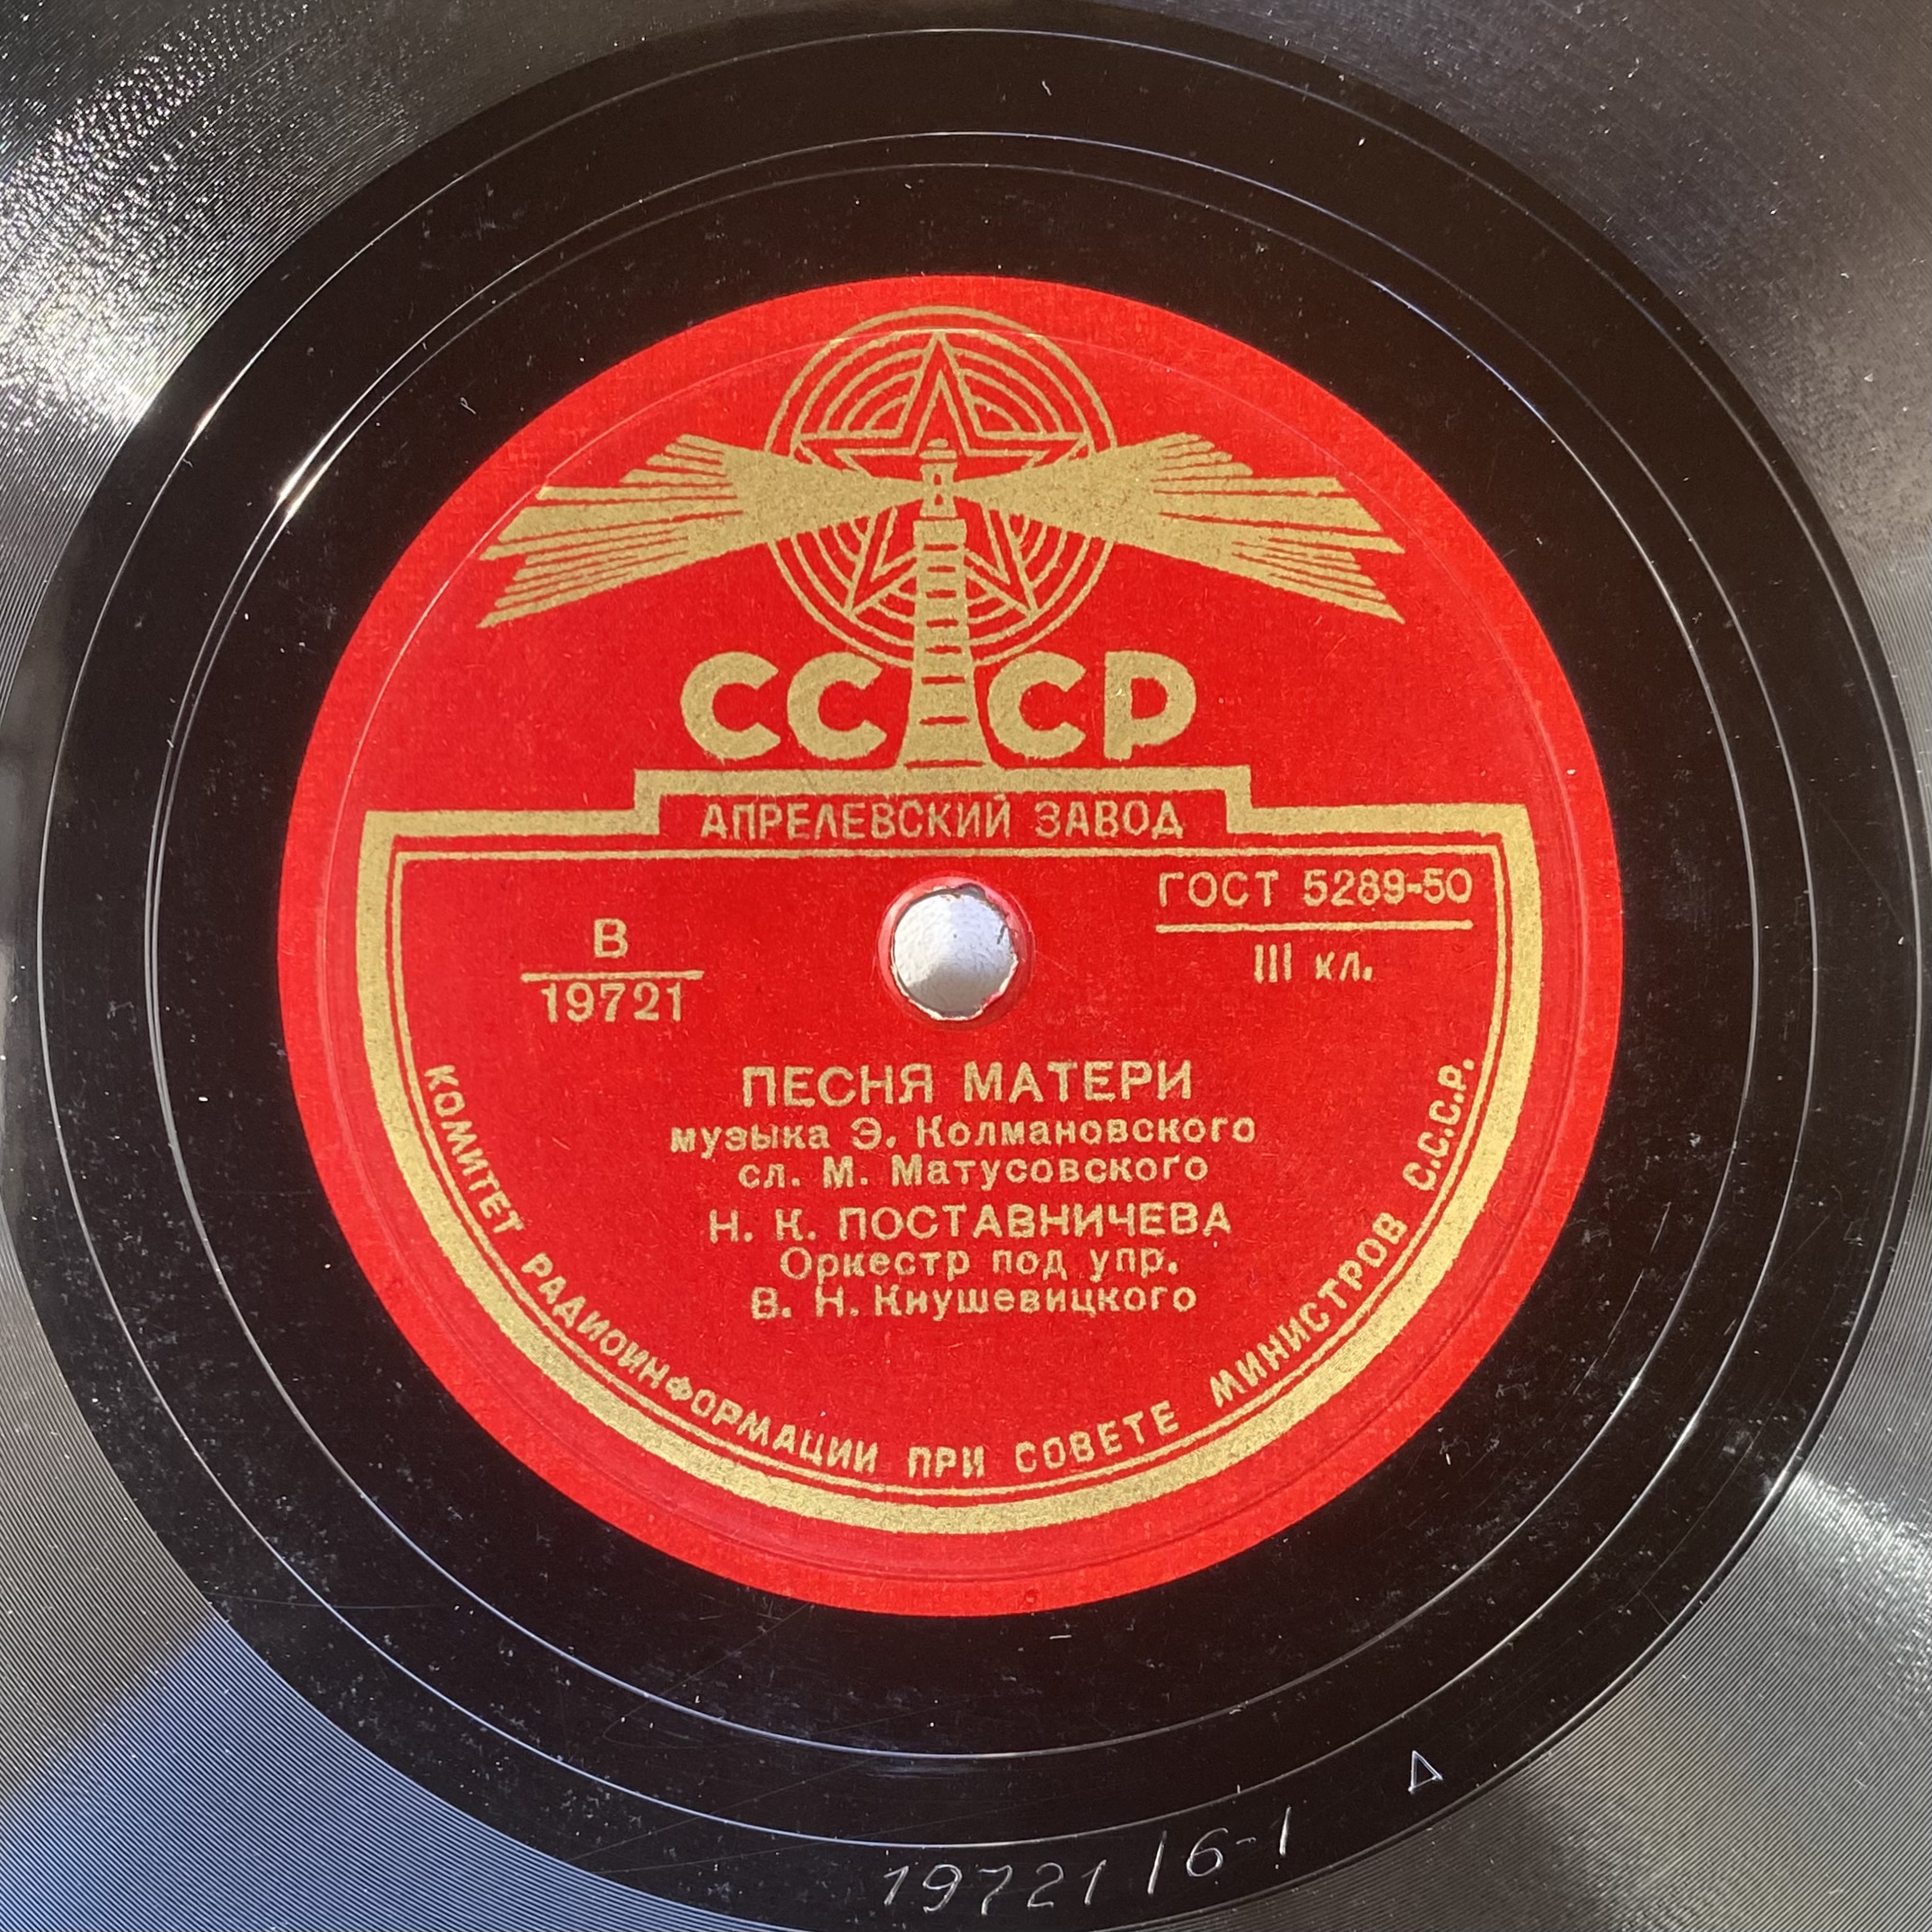 СССР
АПРЕЛЕВСКИЙ ЗАВОД
ГОСТ 5289-50
III кл.
В
19721
ПЕСНЯ МАТЕРИ
музыка Э. Колмановского
сл. М. Матусовского
Н. К. ПОСТАВНИЧЕВА
Оркестр под упр.
В. Н. Кнушевицкого
КОМИТЕТ РАДИОИНФОРМАЦИИ ПРИ СОВЕТЕ МИНИСТРОВ С.С.С.Р.
19721 / 6-1 Δ